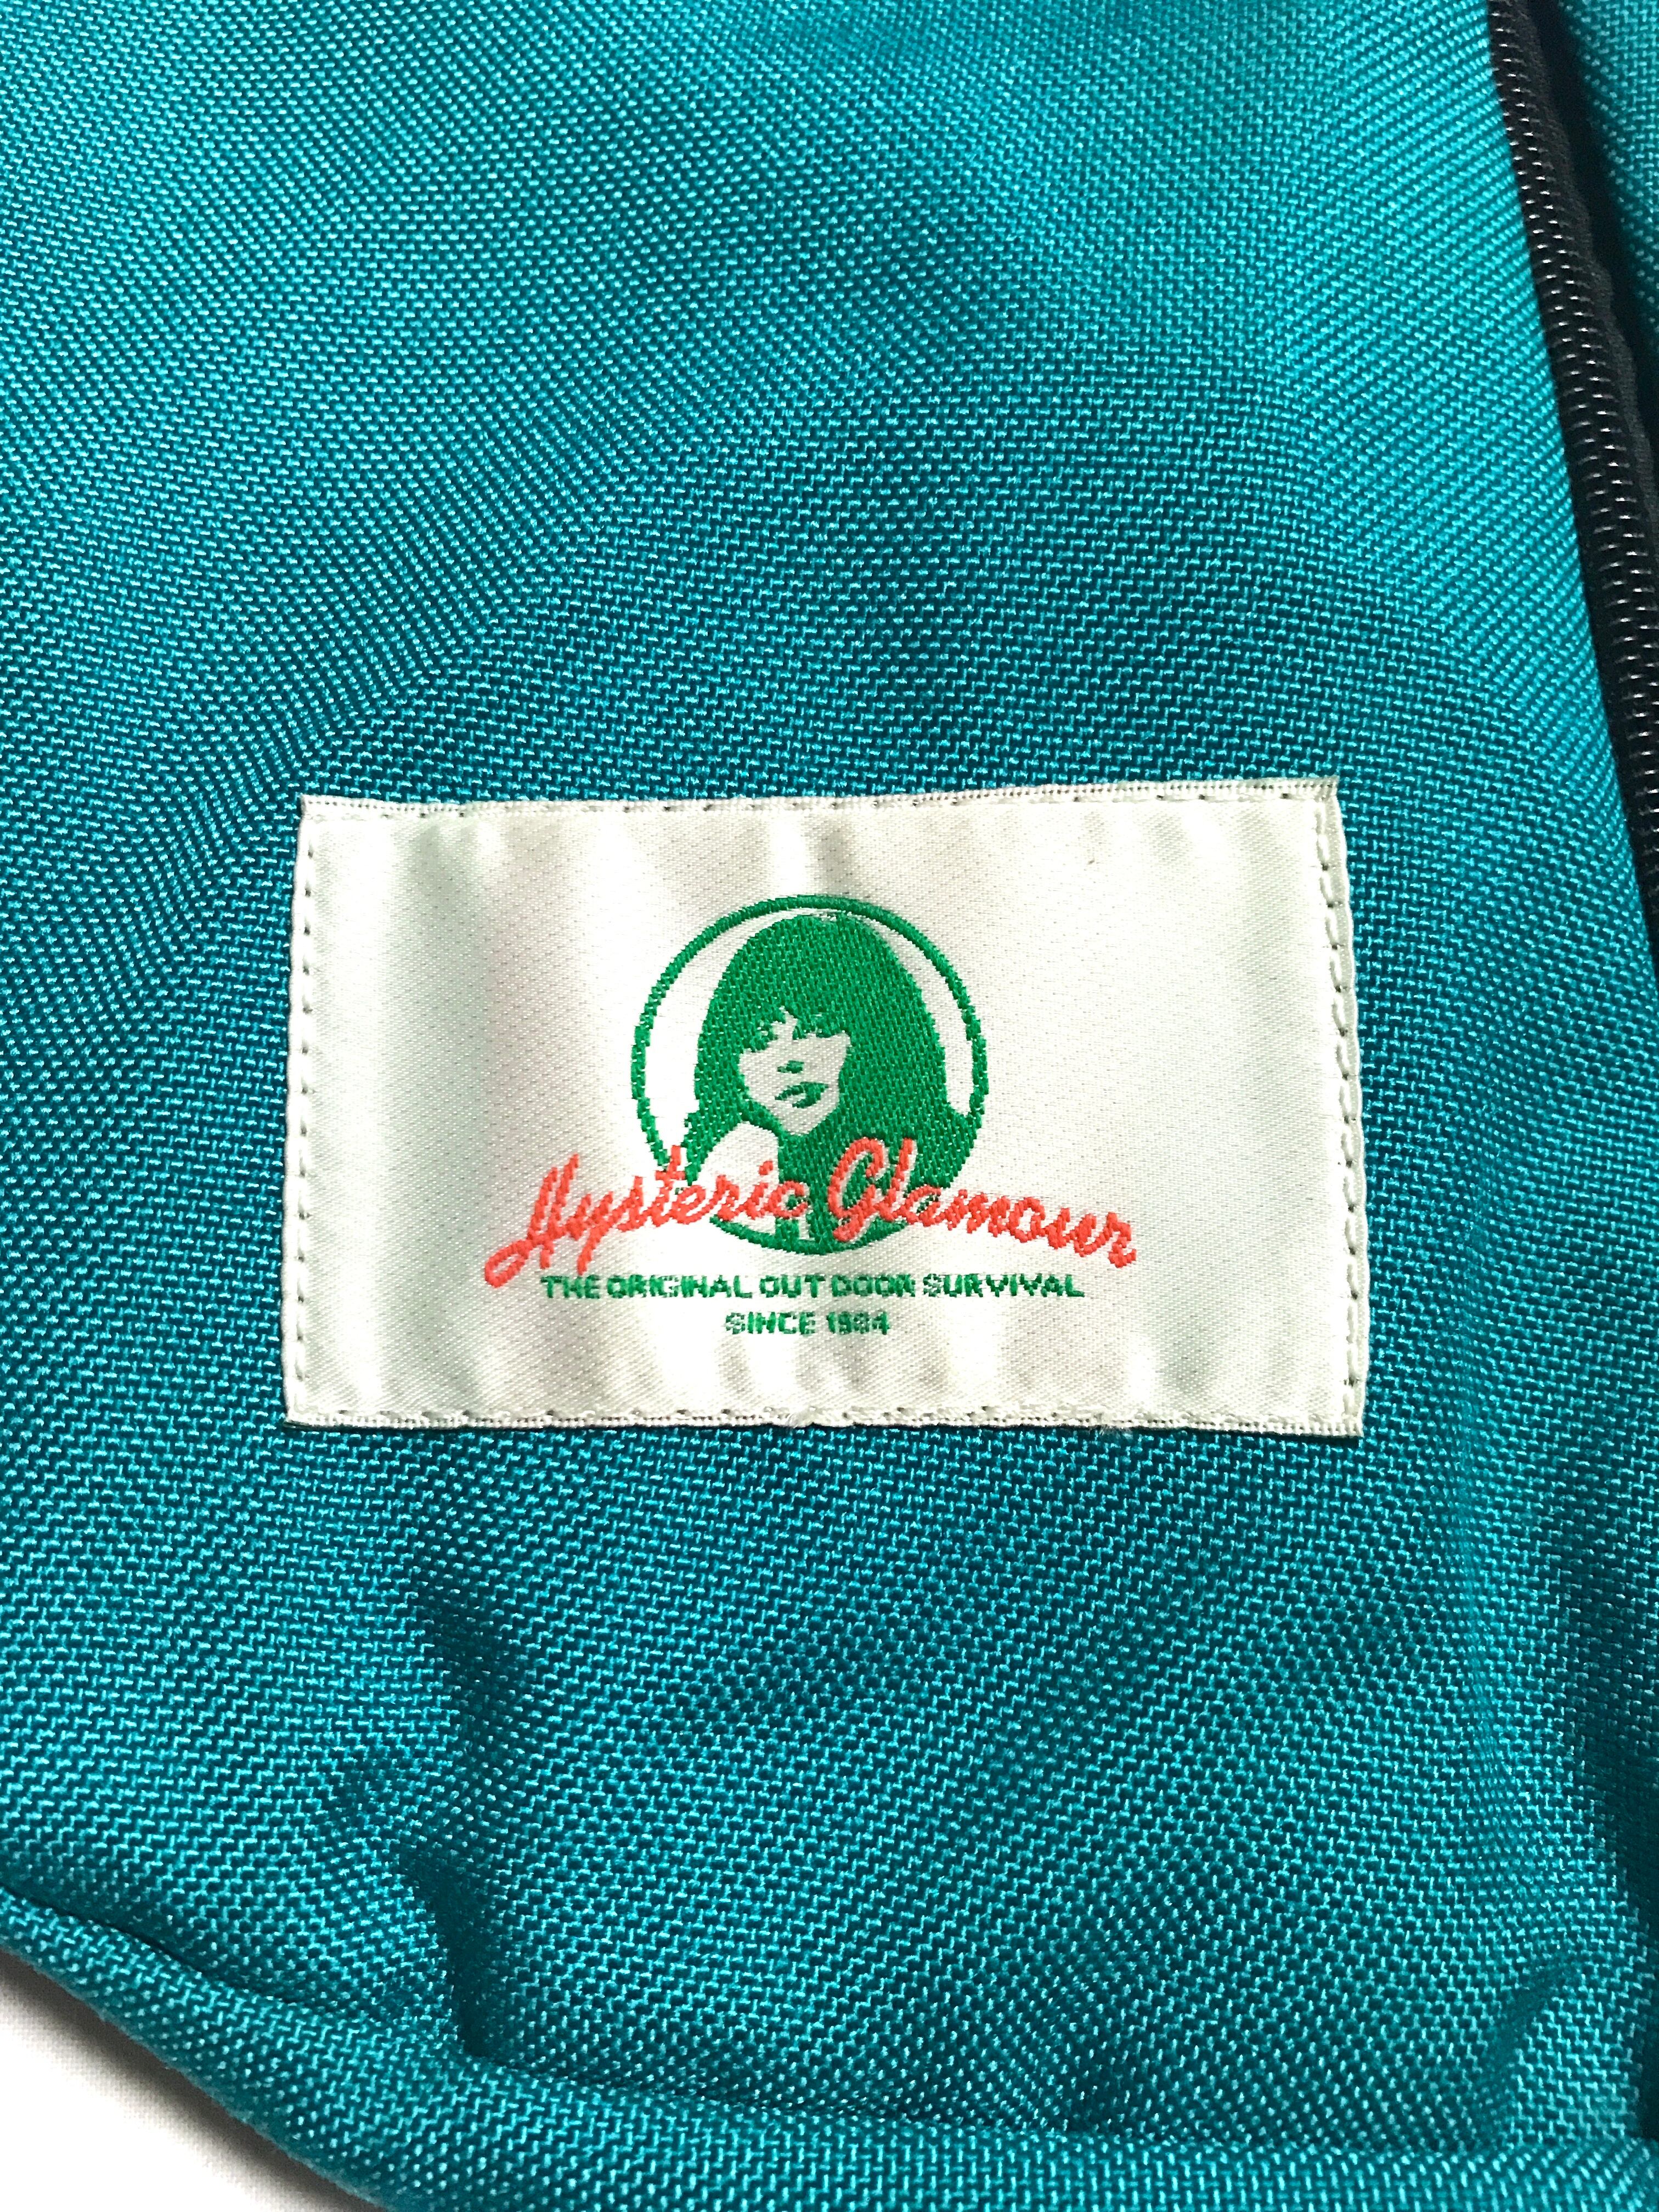 Hysteric Glamour
THE ORIGINAL OUT DOOR SURVIVAL
SINCE 1984